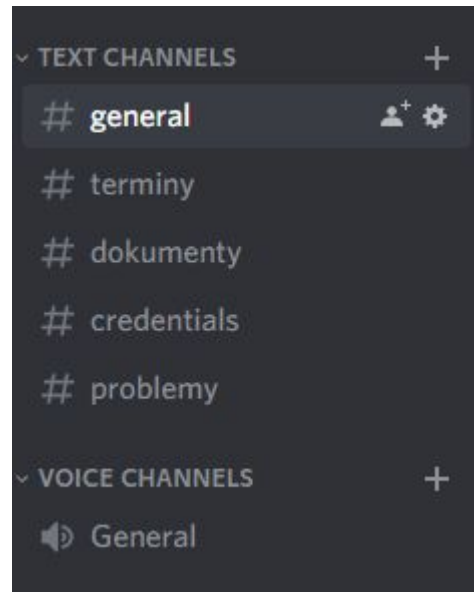 TEXT CHANNELS
# general
# terminy
# dokumenty
# credentials
# problemy
VOICE CHANNELS
General